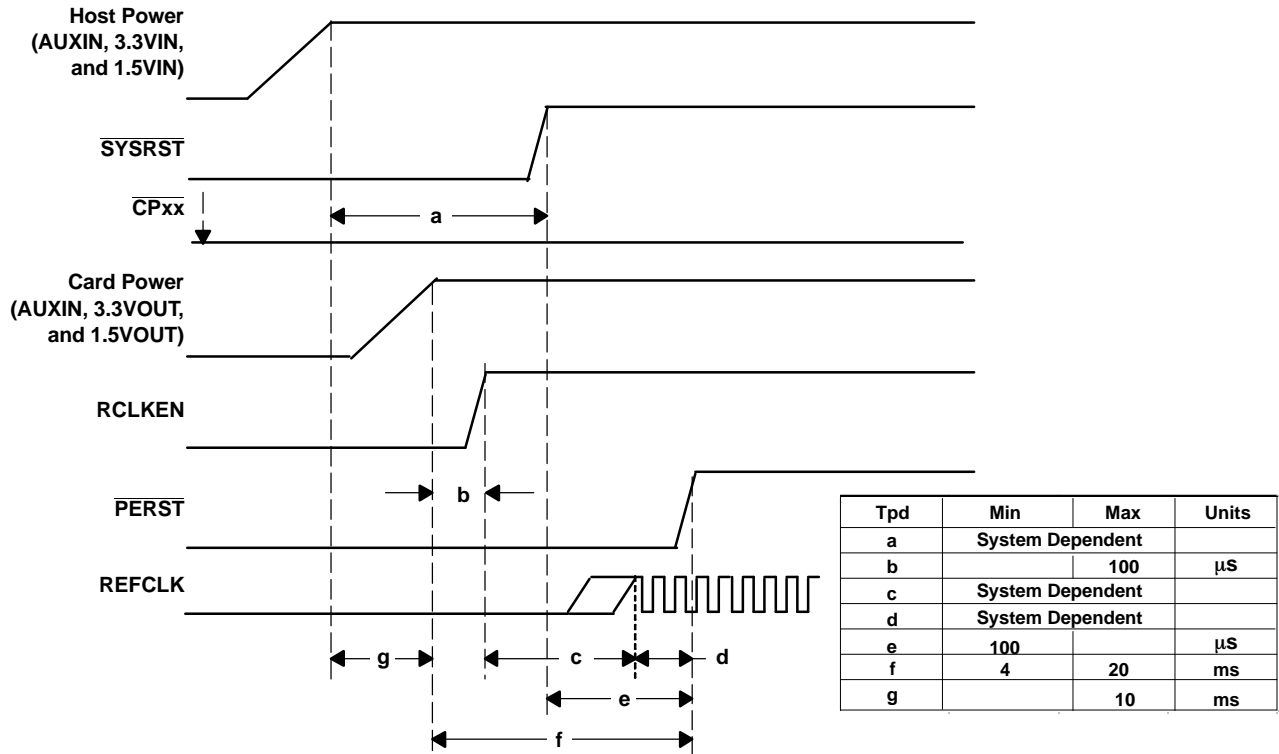 Host Power
(AUXIN, 3.3VIN,
and 1.5VIN)
SYSRST
CPxx
a
Card Power
(AUXIN, 3.3VOUT,
and 1.5VOUT)
RCLKEN
b
PERST
REFCLK
g
c
d
e
f
Tpd Min Max Units
a System Dependent
b 100 μs
c System Dependent
d System Dependent
e 100 μs
f 4 20 ms
g 10 ms